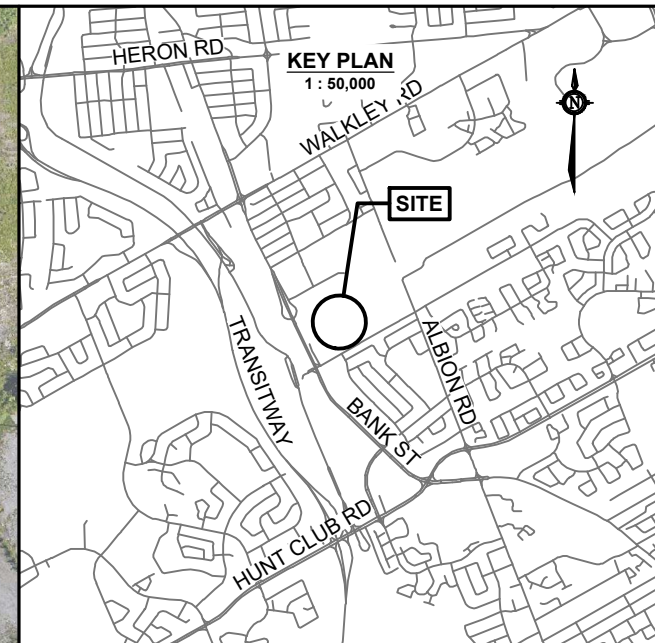 HERON RD
KEY PLAN
1 : 50,000
WALKLEY RD
N
SITE
TRANSITWAY
ALBION RD
BANK ST
HUNT CLUB RD